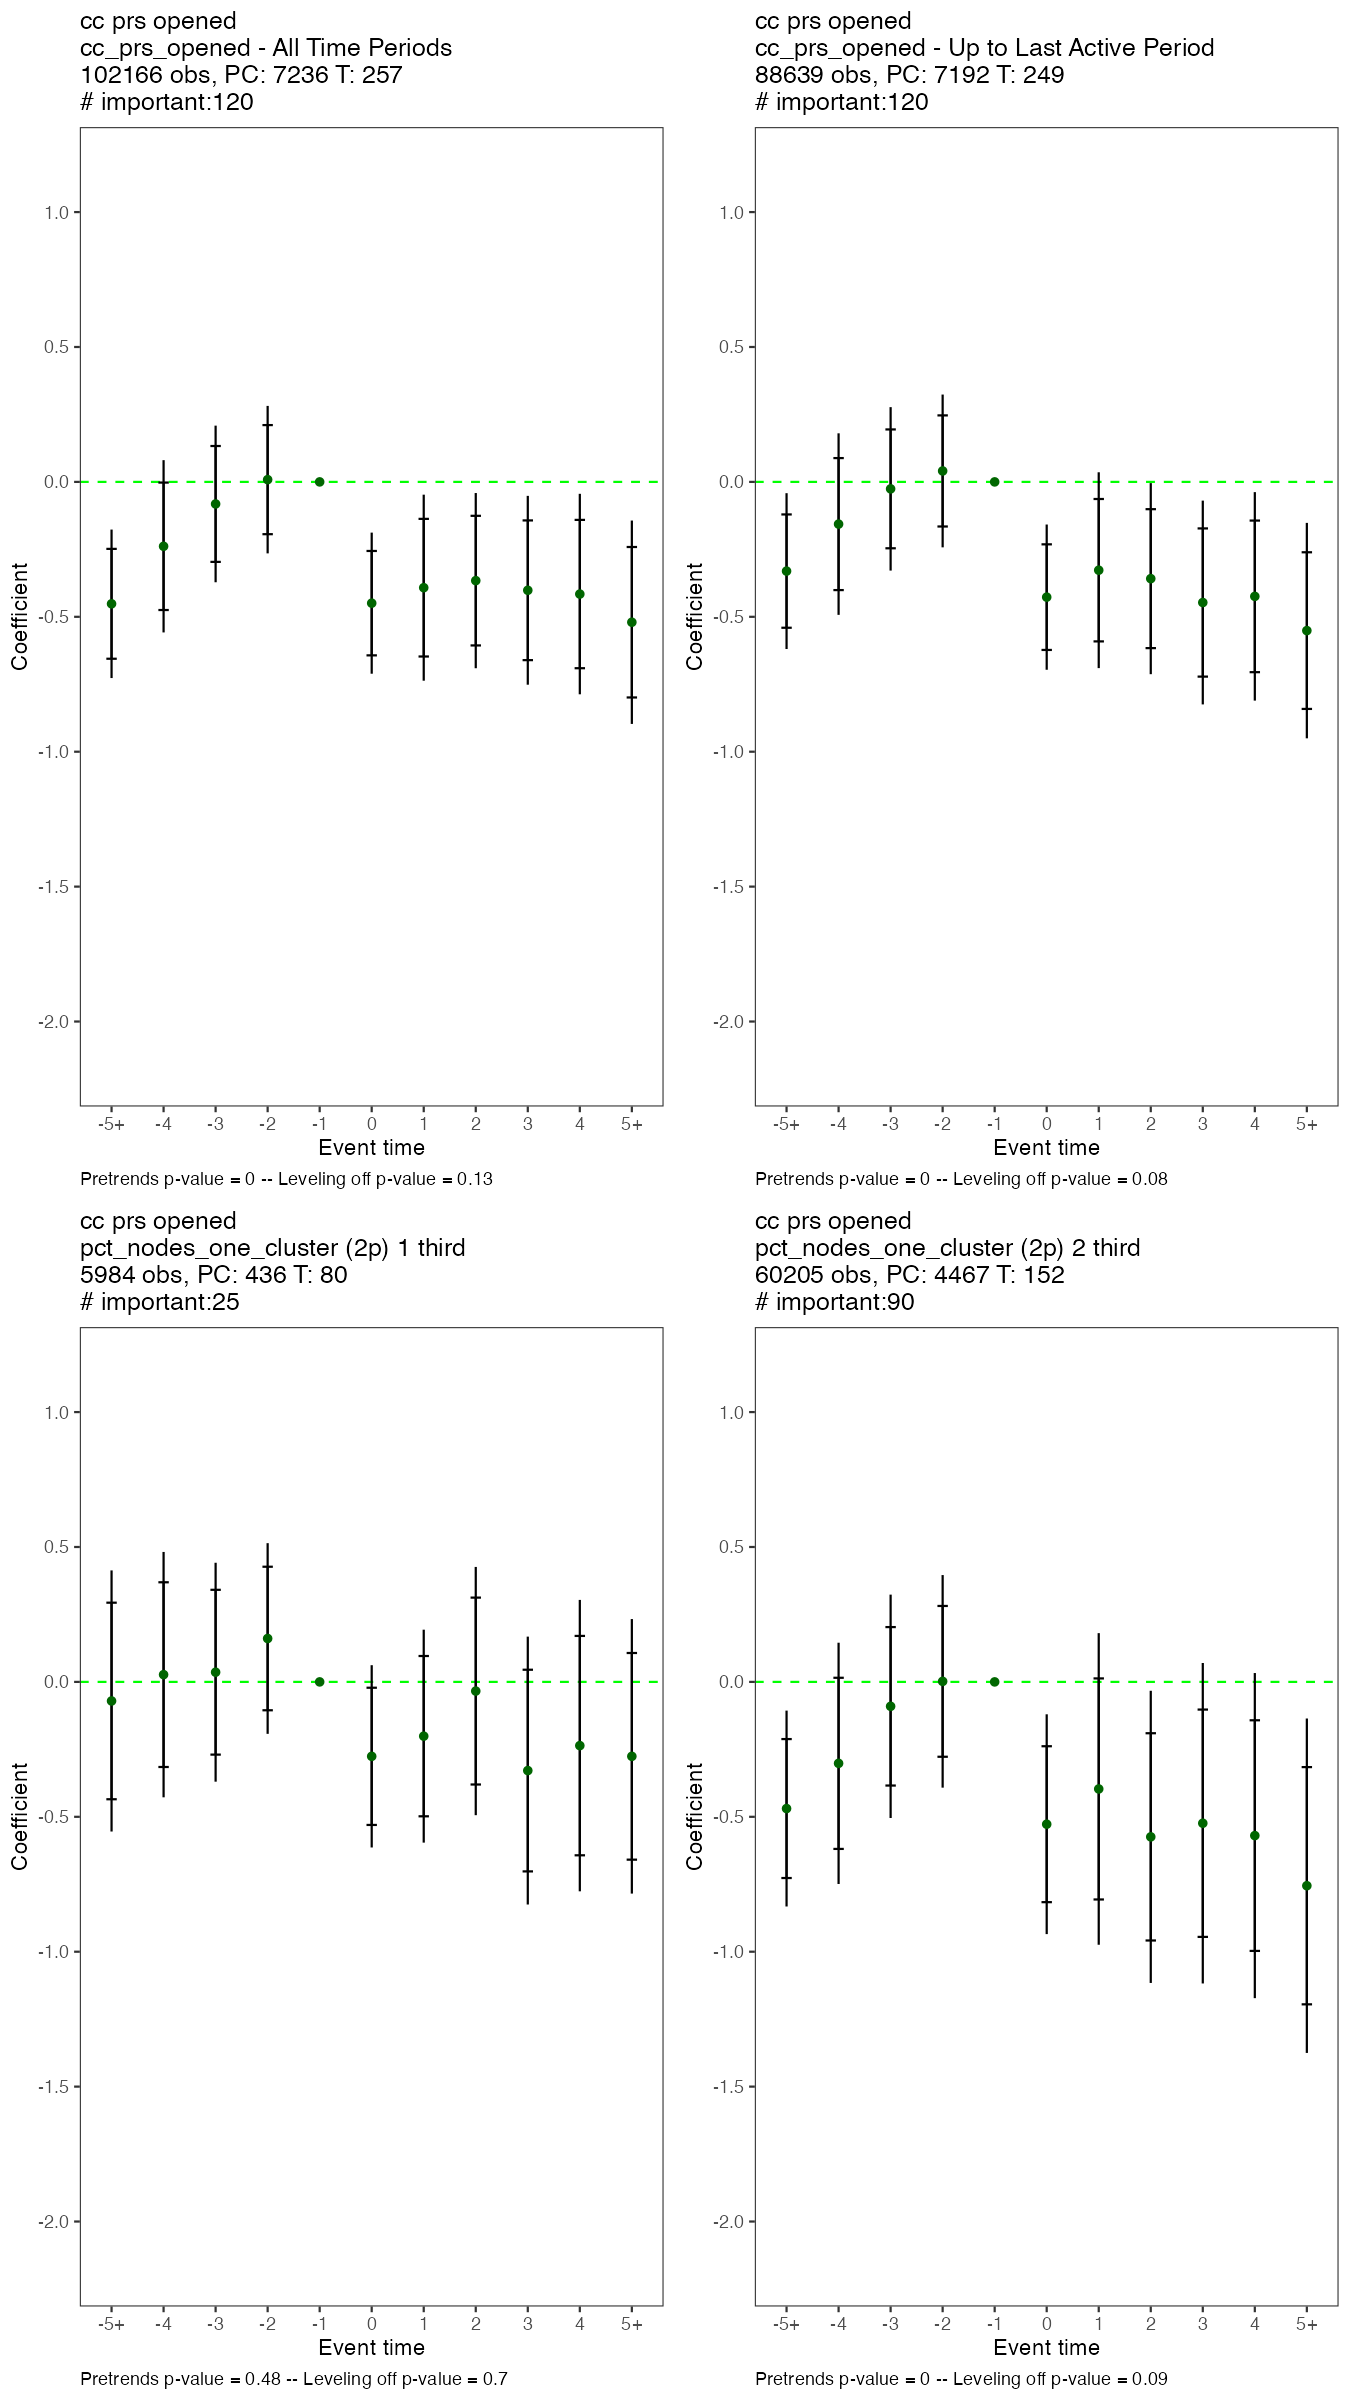 cc prs opened
cc_prs_opened - All Time Periods
102166 obs, PC: 7236 T: 257
# important:120
1.0
0.5
0.0
-0.5
-1.0
-1.5
-2.0
Coefficient
-5+ -4 -3 -2 -1 0 1 2 3 4 5+
Event time
Pretrends p-value = 0 -- Leveling off p-value = 0.13
cc prs opened
cc_prs_opened - Up to Last Active Period
88639 obs, PC: 7192 T: 249
# important:120
1.0
0.5
0.0
-0.5
-1.0
-1.5
-2.0
Coefficient
-5+ -4 -3 -2 -1 0 1 2 3 4 5+
Event time
Pretrends p-value = 0 -- Leveling off p-value = 0.08
cc prs opened
pct_nodes_one_cluster (2p) 1 third
5984 obs, PC: 436 T: 80
# important:25
1.0
0.5
0.0
-0.5
-1.0
-1.5
-2.0
Coefficient
-5+ -4 -3 -2 -1 0 1 2 3 4 5+
Event time
Pretrends p-value = 0.48 -- Leveling off p-value = 0.7
cc prs opened
pct_nodes_one_cluster (2p) 2 third
60205 obs, PC: 4467 T: 152
# important:90
1.0
0.5
0.0
-0.5
-1.0
-1.5
-2.0
Coefficient
-5+ -4 -3 -2 -1 0 1 2 3 4 5+
Event time
Pretrends p-value = 0 -- Leveling off p-value = 0.09